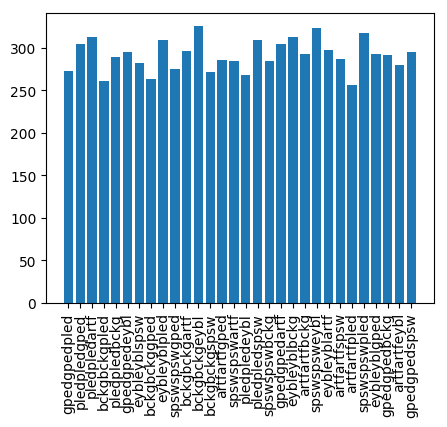 300
250
200
150
100
50
0
gpedgpedpled
pledpledgped
pledpledartf
bckgbckgpled
pledpledbckg
gpedgpedeybl
eybleyblspsw
bckgbckggped
eybleyblpled
spswspswgped
bckgbckgartf
bckgbckgeybl
bckgbckgspsw
artfartfgped
spswspswartf
pledpledeybl
pledpledspsw
spswspswbckg
gpedgpedartf
eybleyblbckg
artfartfbckg
spswspsweybl
eybleyblartf
artfartfspsw
artfartfpled
spswspswpled
eybleyblgped
gpedgpedbckg
artfartfeybl
gpedgpedspsw